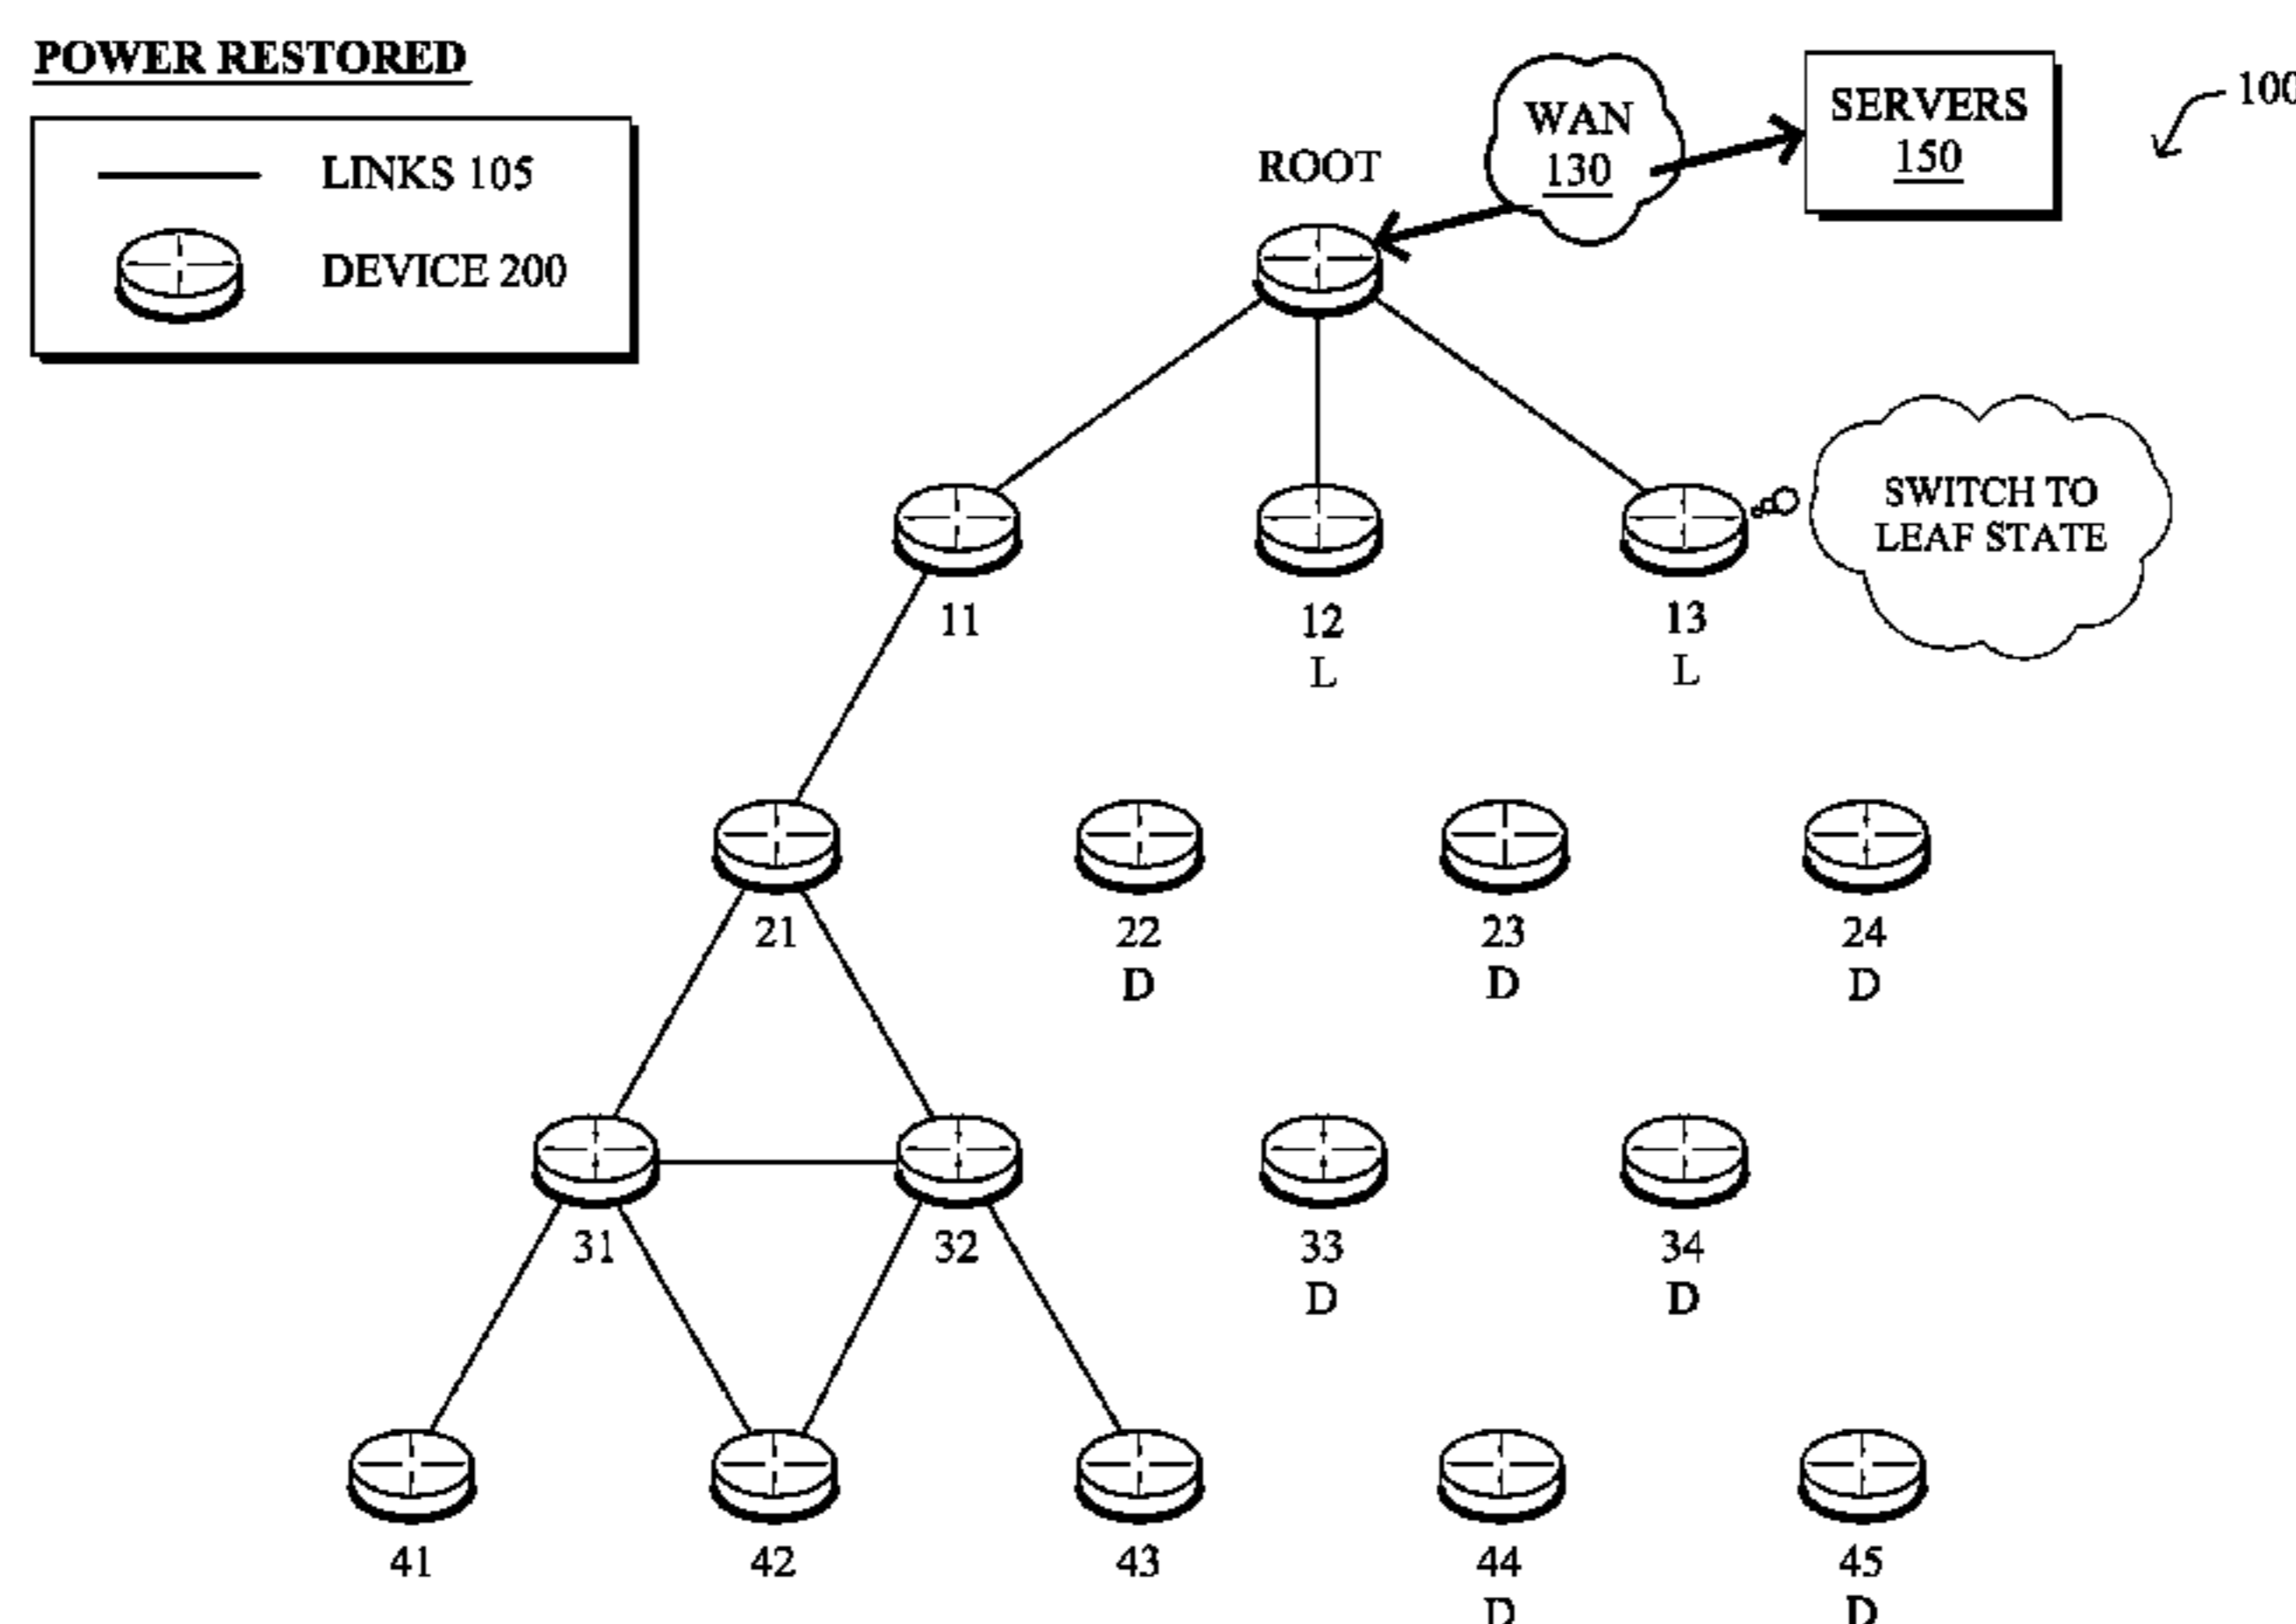 POWER RESTORED
LINKS 105
DEVICE 200
ROOT
WAN
130
SERVERS
150
100
SWITCH TO
LEAF STATE
11
12
L
13
L
21
22
D
23
D
24
D
31
32
33
D
34
D
41
42
43
44
D
45
D